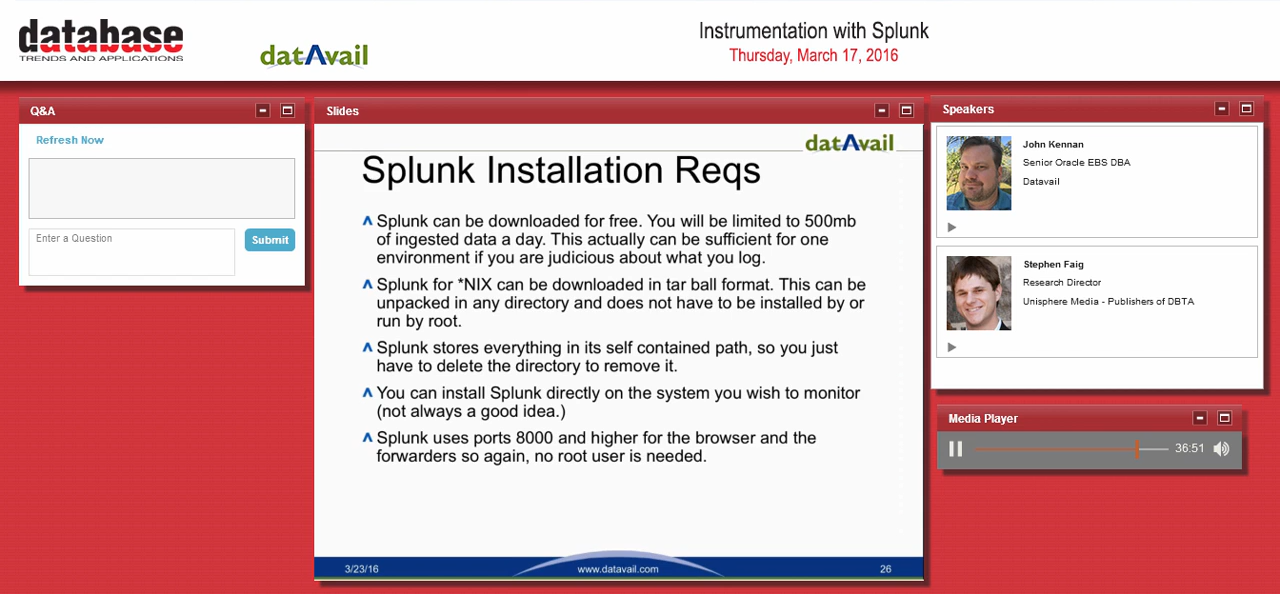 database
TRENDS AND APPLICATIONS
datAvail
Instrumentation with Splunk
Thursday, March 17, 2016
Q&A
Refresh Now
Enter a Question
Submit
Slides
datAvail
Splunk Installation Reqs
^ Splunk can be downloaded for free. You will be limited to 500mb
of ingested data a day. This actually can be sufficient for one
environment if you are judicious about what you log.
^ Splunk for *NIX can be downloaded in tar ball format. This can be
unpacked in any directory and does not have to be installed by or
run by root.
^ Splunk stores everything in its self contained path, so you just
have to delete the directory to remove it.
^ You can install Splunk directly on the system you wish to monitor
(not always a good idea.)
^ Splunk uses ports 8000 and higher for the browser and the
forwarders so again, no root user is needed.
3/23/16
www.datavail.com
26
Speakers
John Kennan
Senior Oracle EBS DBA
Datavail
Stephen Faig
Research Director
Unisphere Media - Publishers of DBTA
Media Player
36:51